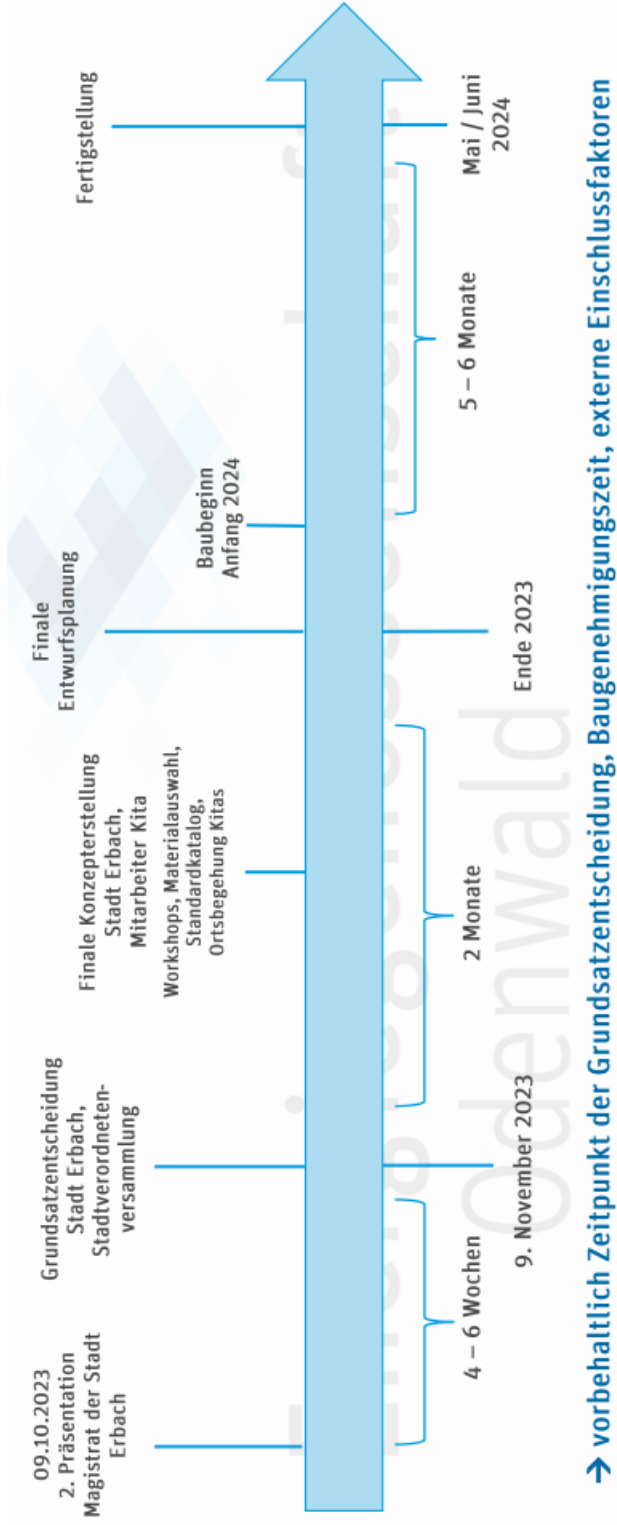 09.10.2023
2. Präsentation
Magistrat der Stadt
Erbach
Grundsatzentscheidung
Stadt Erbach,
Stadtverordneten-
versammlung
Finale Konzepterstellung
Stadt Erbach,
Mitarbeiter Kita
Workshops, Materialauswahl,
Standardkatalog,
Ortsbegehung Kitas
Finale
Entwurfsplanung
Baubeginn
Anfang 2024
Fertigstellung
4 – 6 Wochen
9. November 2023
2 Monate
Ende 2023
5 – 6 Monate
Mai / Juni
2024
Odenwald
→ vorbehaltlich Zeitpunkt der Grundsatzentscheidung, Baugenehmigungszeit, externe Einschlussfaktoren